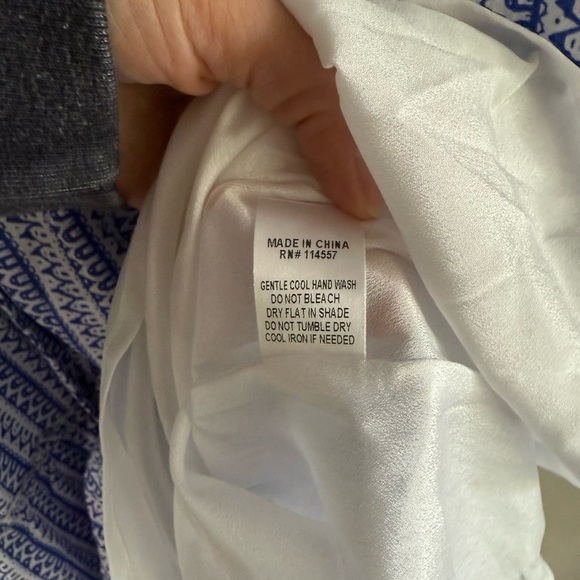 MADE IN CHINA
RN# 114557
GENTLE COOL HAND WASH
DO NOT BLEACH
DRY FLAT IN SHADE
DO NOT TUMBLE DRY
COOL IRON IF NEEDED